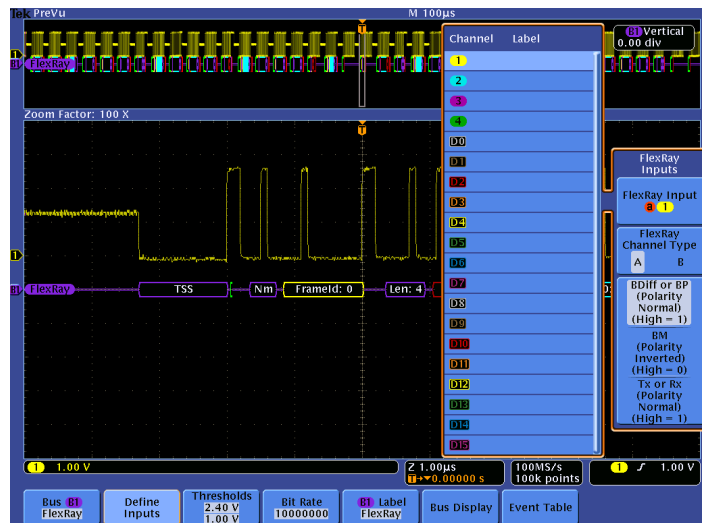 Tek PreVu M 100µs
B1 Vertical
0.00 div
Channel Label
1
2
3
4
D0
D1
D2
D3
D4
D5
D6
D7
D8
D9
D10
D11
D12
D13
D14
D15
1
B1 FlexRay
T
Zoom Factor: 100 X
T
1
B1 FlexRay TSS Nm FrameId: 0 Len: 4
FlexRay
Inputs
FlexRay Input
a 1
FlexRay
Channel Type
A B
BDiff or BP
(Polarity
Normal)
(High = 1)
BM
(Polarity
Inverted)
(High = 0)
Tx or Rx
(Polarity
Normal)
(High = 1)
1 1.00 V
Z 1.00µs
T→▼0.00000 s
100MS/s
100k points
1 ∫ 1.00 V
Bus B1
FlexRay
Define
Inputs
Thresholds
2.40 V
1.00 V
Bit Rate
10000000
B1 Label
FlexRay
Bus Display
Event Table